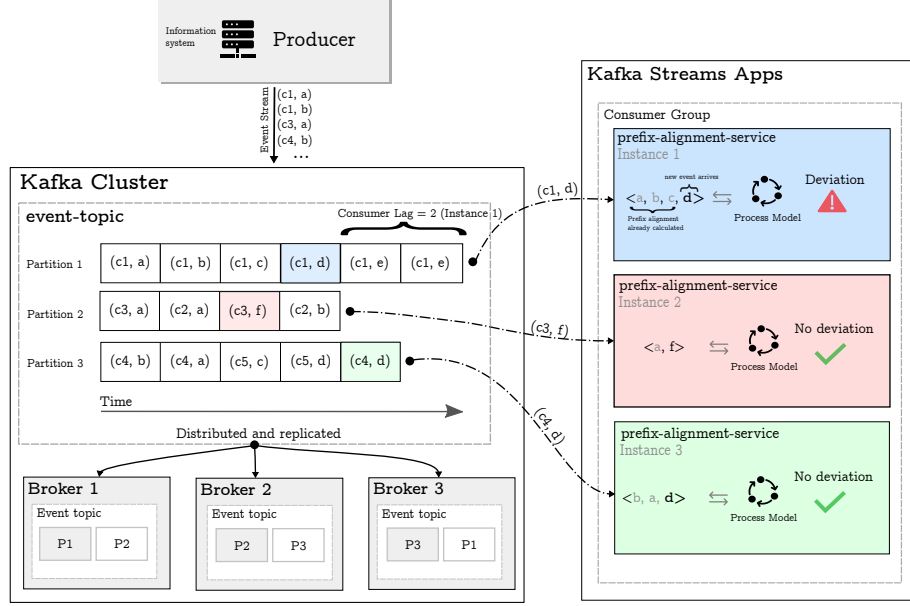 Information
system
Producer
Event Stream
(c1, a)
(c1, b)
(c3, a)
(c4, b)
...
Kafka Cluster
event-topic
Consumer Lag = 2 (Instance 1)
Partition 1
(c1, a) (c1, b) (c1, c) (c1, d) (c1, e) (c1, e)
Partition 2
(c3, a) (c2, a) (c3, f) (c2, b)
Partition 3
(c4, b) (c4, a) (c5, c) (c5, d) (c4, d)
Time
Distributed and replicated
Broker 1
Event topic
P1 P2
Broker 2
Event topic
P2 P3
Broker 3
Event topic
P3 P1
(c1, d)
(c3, f)
(c4, d)
Kafka Streams Apps
Consumer Group
prefix-alignment-service
Instance 1
new event arrives
<a, b, c, d>
Prefix alignment
already calculated
Process Model
Deviation
prefix-alignment-service
Instance 2
<a, f>
Process Model
No deviation
prefix-alignment-service
Instance 3
<b, a, d>
Process Model
No deviation